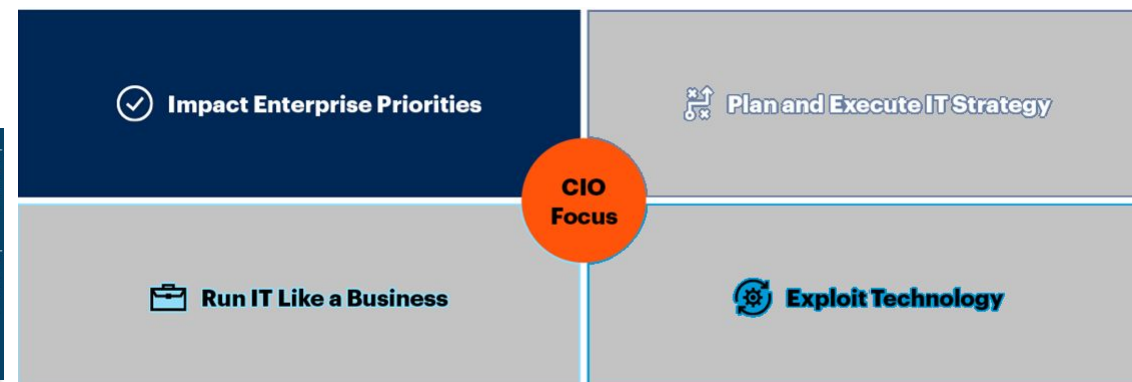 Impact Enterprise Priorities
Plan and Execute IT Strategy
CIO
Focus
Run IT Like a Business
Exploit Technology